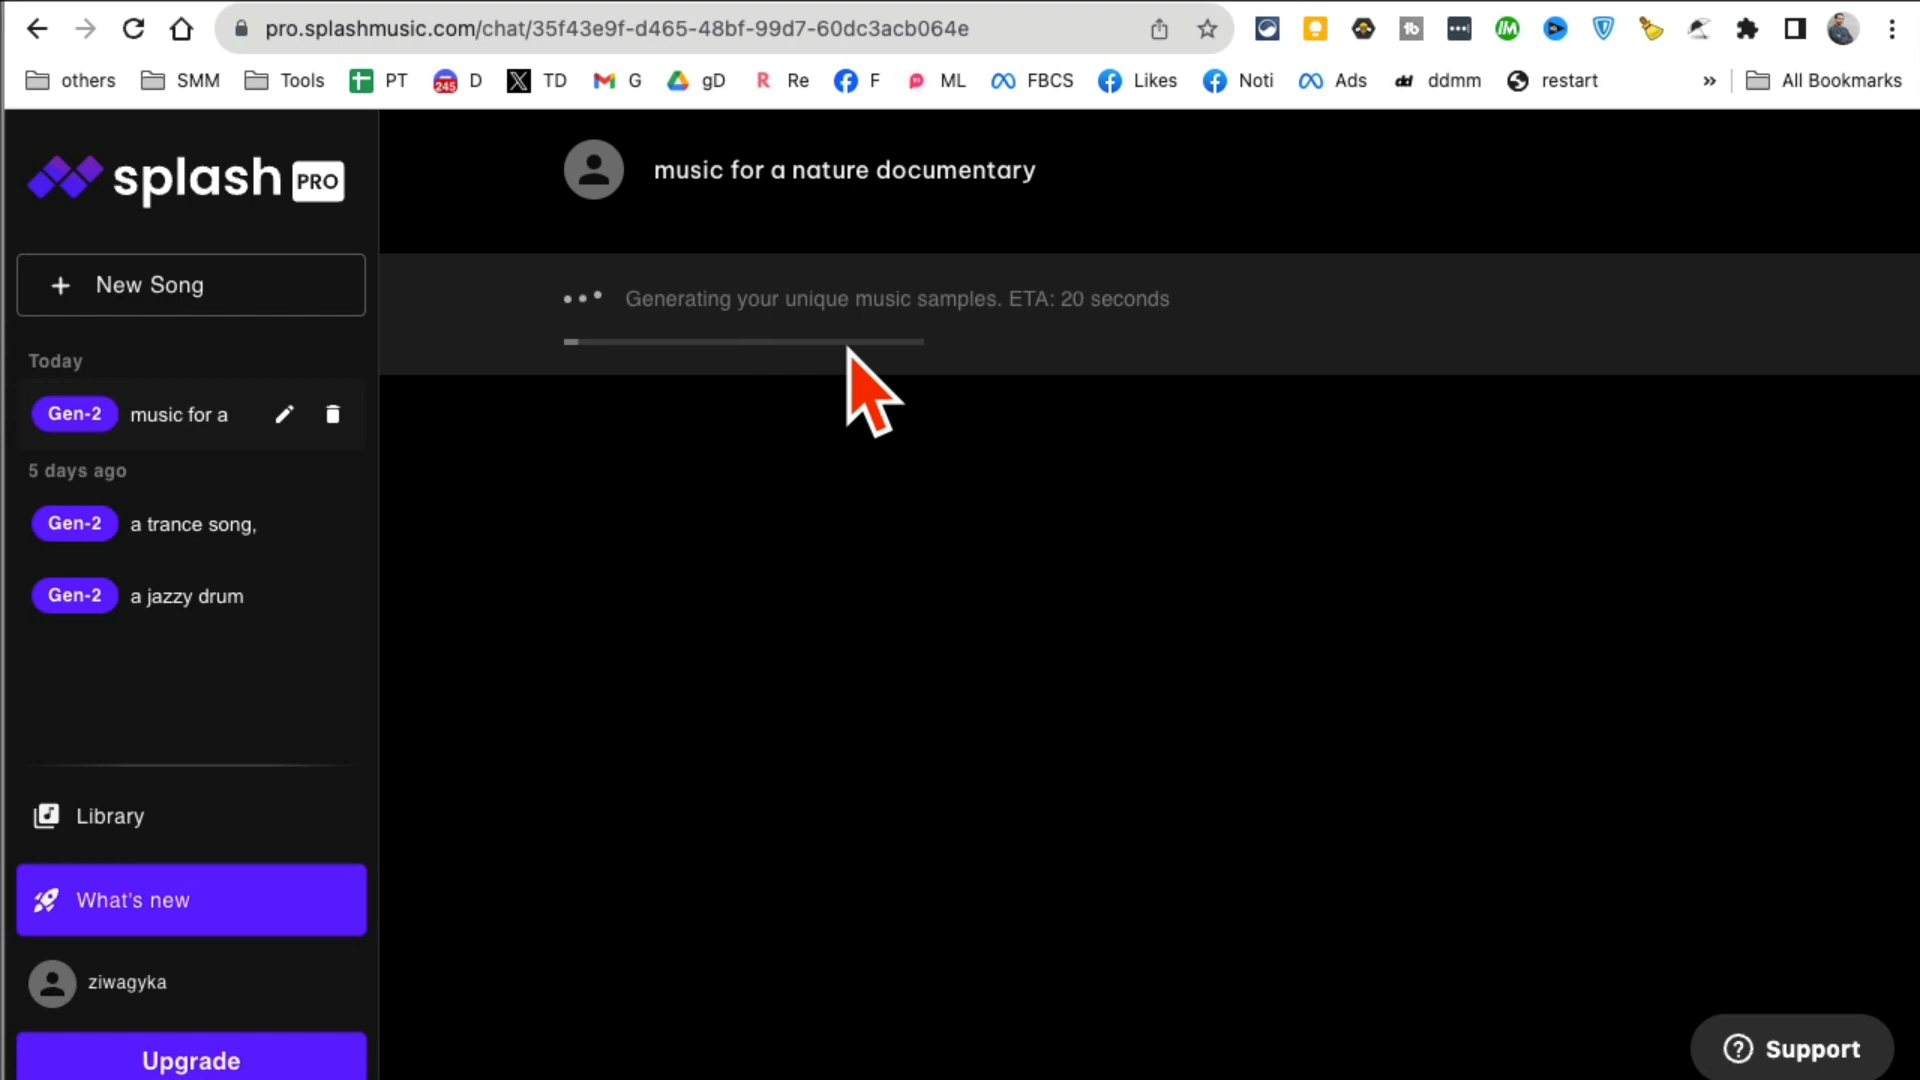 pro.splashmusic.com/chat/35f43e9f-d465-48bf-99d7-60dc3acb064e
others SMM Tools PT 245 D TD G gD R Re F ML FBCS Likes Noti Ads dd ddmm restart » All Bookmarks
splash PRO
music for a nature documentary
+ New Song
Generating your unique music samples. ETA: 20 seconds
Today
Gen-2 music for a
5 days ago
Gen-2 a trance song,
Gen-2 a jazzy drum
Library
What's new
ziwagyka
Upgrade
? Support